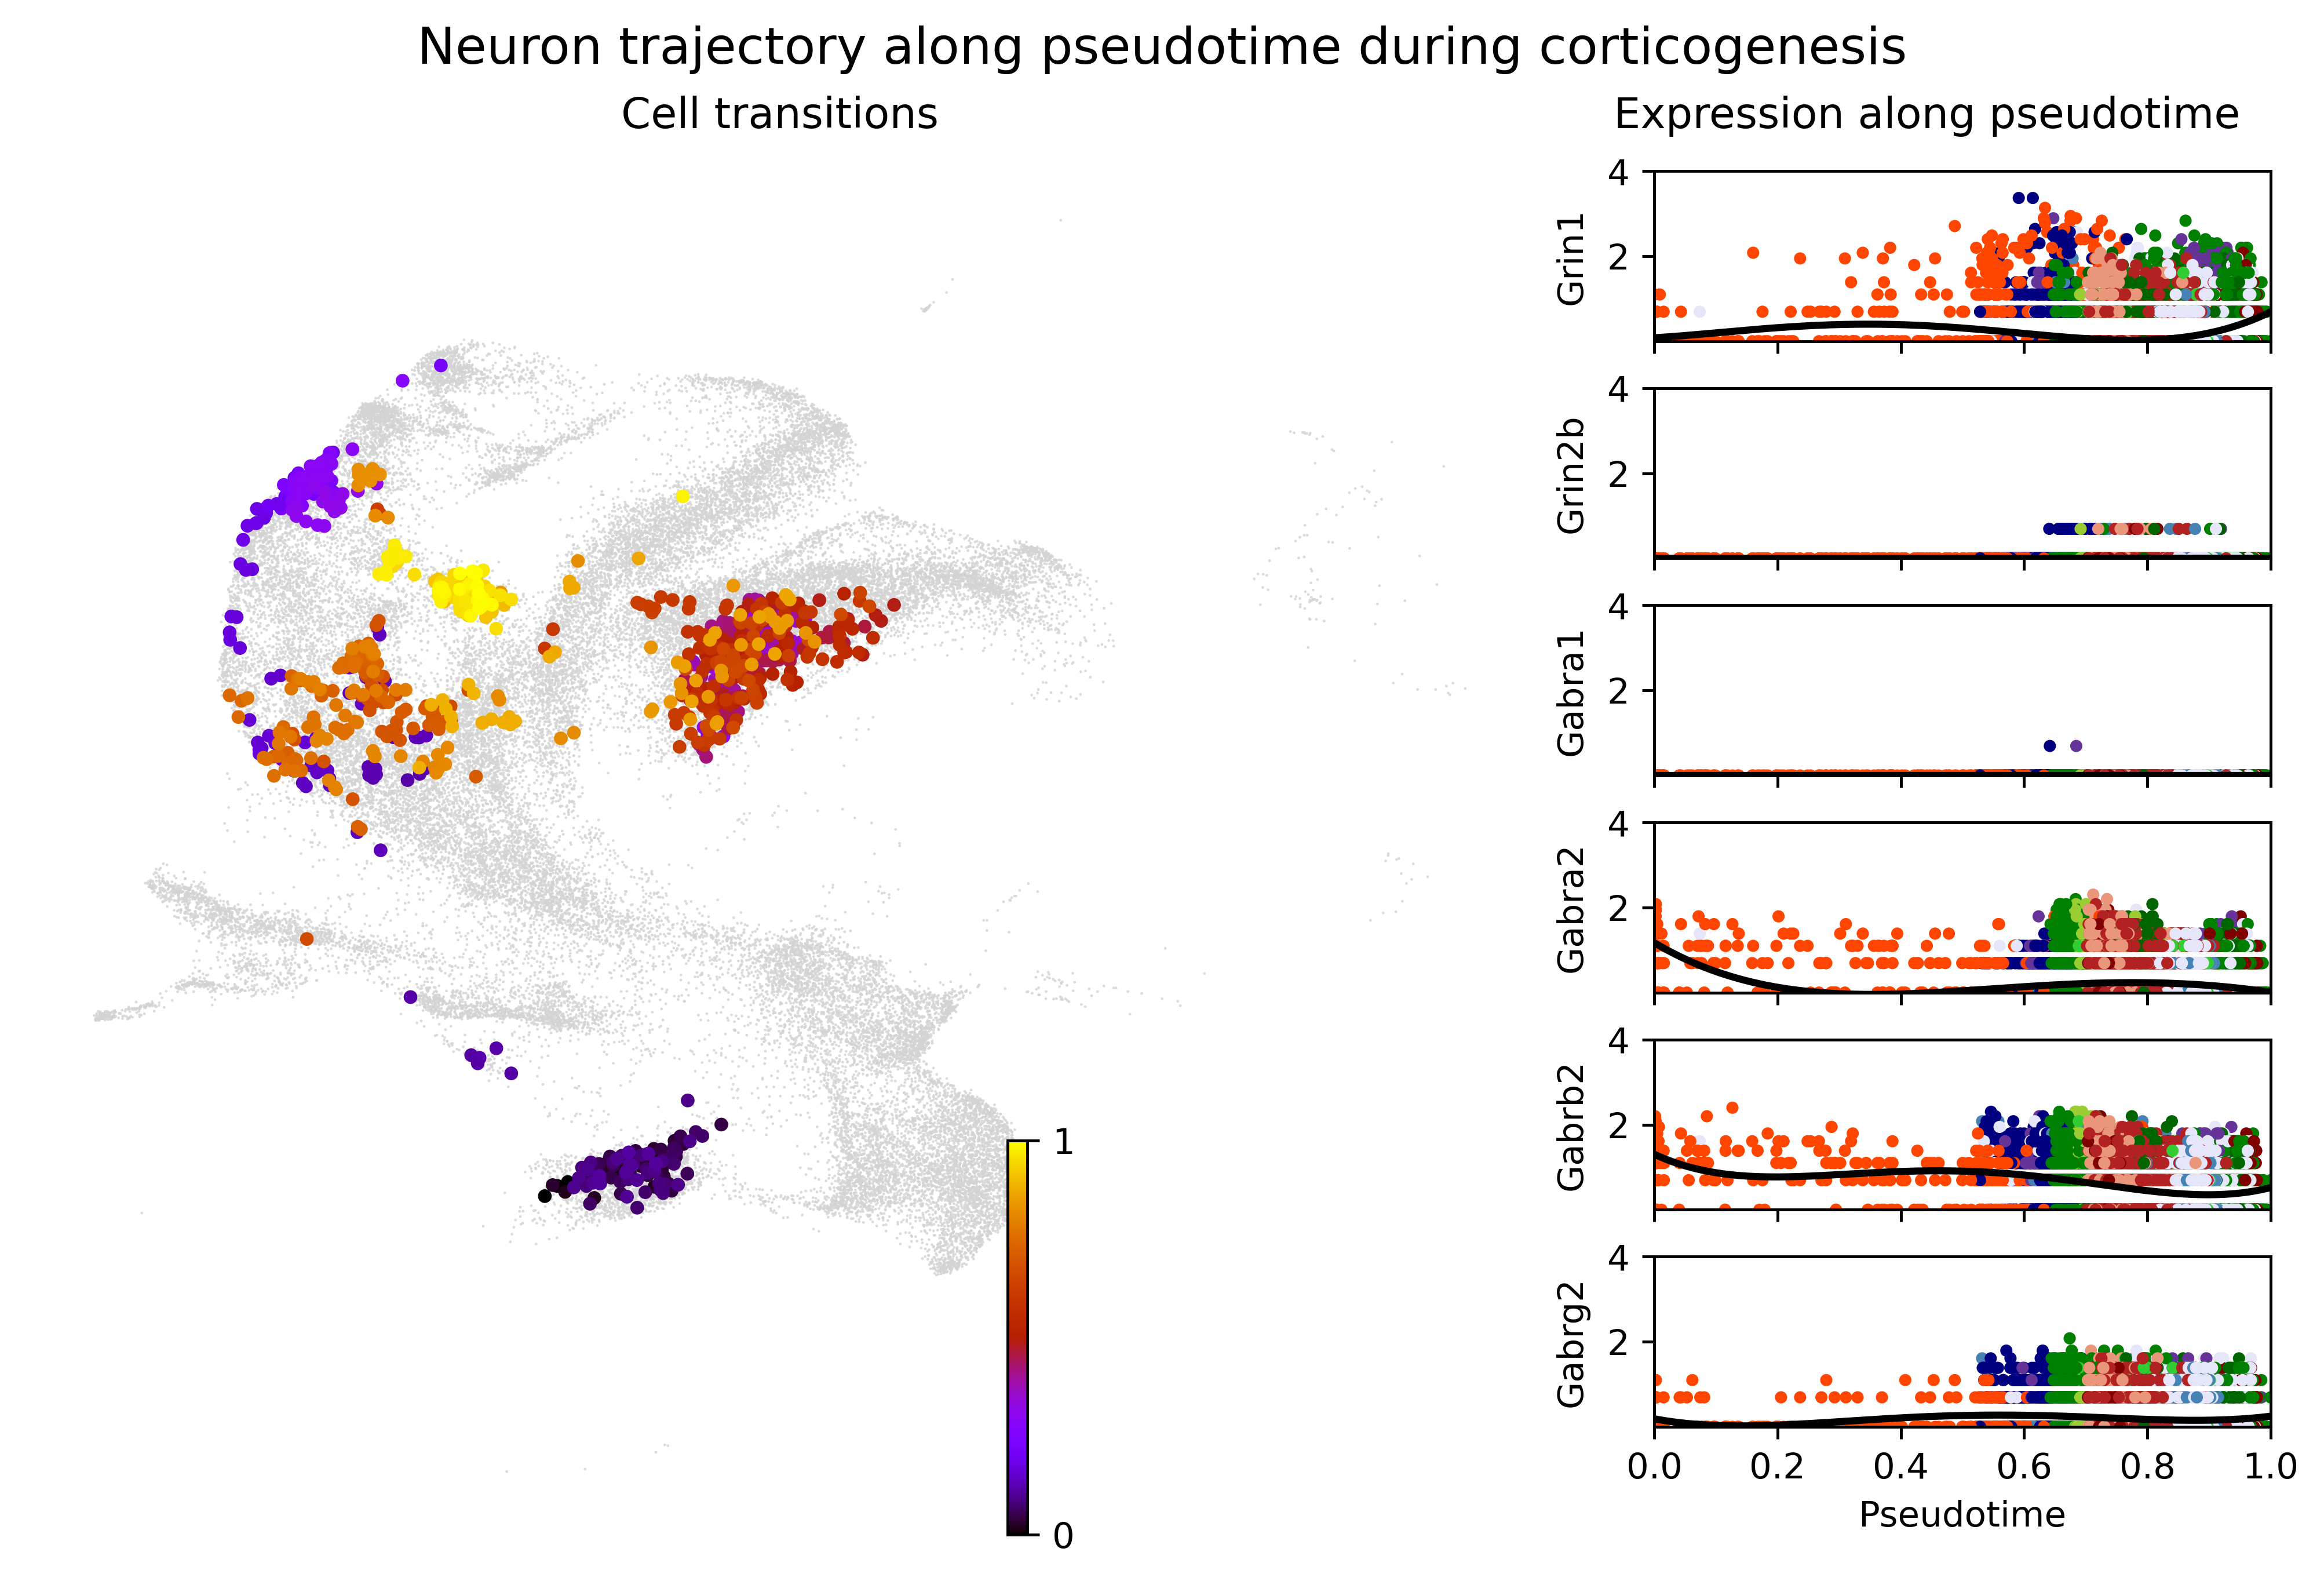 Neuron trajectory along pseudotime during corticogenesis
Cell transitions
Expression along pseudotime
1
0
4
2
Grin1
4
2
Grin2b
4
2
Gabra1
4
2
Gabra2
4
2
Gabrb2
4
2
Gabrg2
0.0 0.2 0.4 0.6 0.8 1.0
Pseudotime